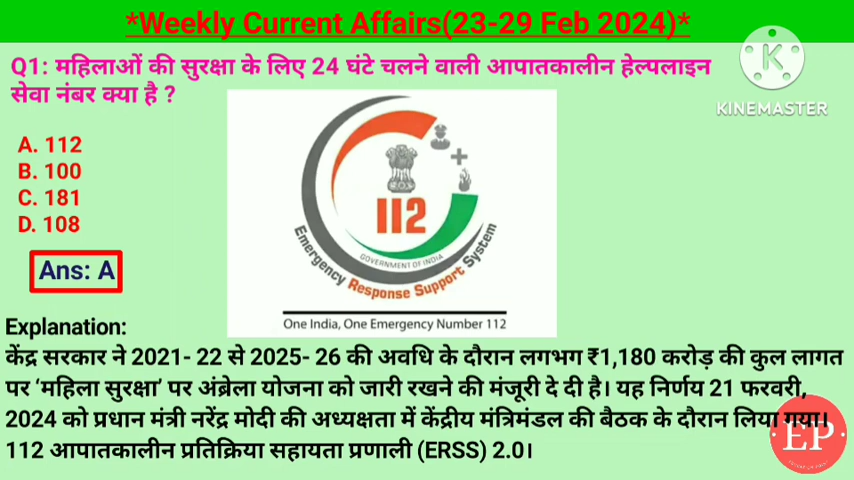 *Weekly Current Affairs(23-29 Feb 2024)*
Q1: महिलाओं की सुरक्षा के लिए 24 घंटे चलने वाली आपातकालीन हेल्पलाइन
सेवा नंबर क्या है ?
KINEMASTER
A. 112
B. 100
C. 181
D. 108
Ans: A
112
GOVERNMENT OF INDIA
Emergency Response Support System
One India, One Emergency Number 112
Explanation:
केंद्र सरकार ने 2021- 22 से 2025- 26 की अवधि के दौरान लगभग ₹1,180 करोड़ की कुल लागत
पर ‘महिला सुरक्षा’ पर अंब्रेला योजना को जारी रखने की मंजूरी दे दी है। यह निर्णय 21 फरवरी,
2024 को प्रधान मंत्री नरेंद्र मोदी की अध्यक्षता में केंद्रीय मंत्रिमंडल की बैठक के दौरान लिया गया।
112 आपातकालीन प्रतिक्रिया सहायता प्रणाली (ERSS) 2.0।
EP